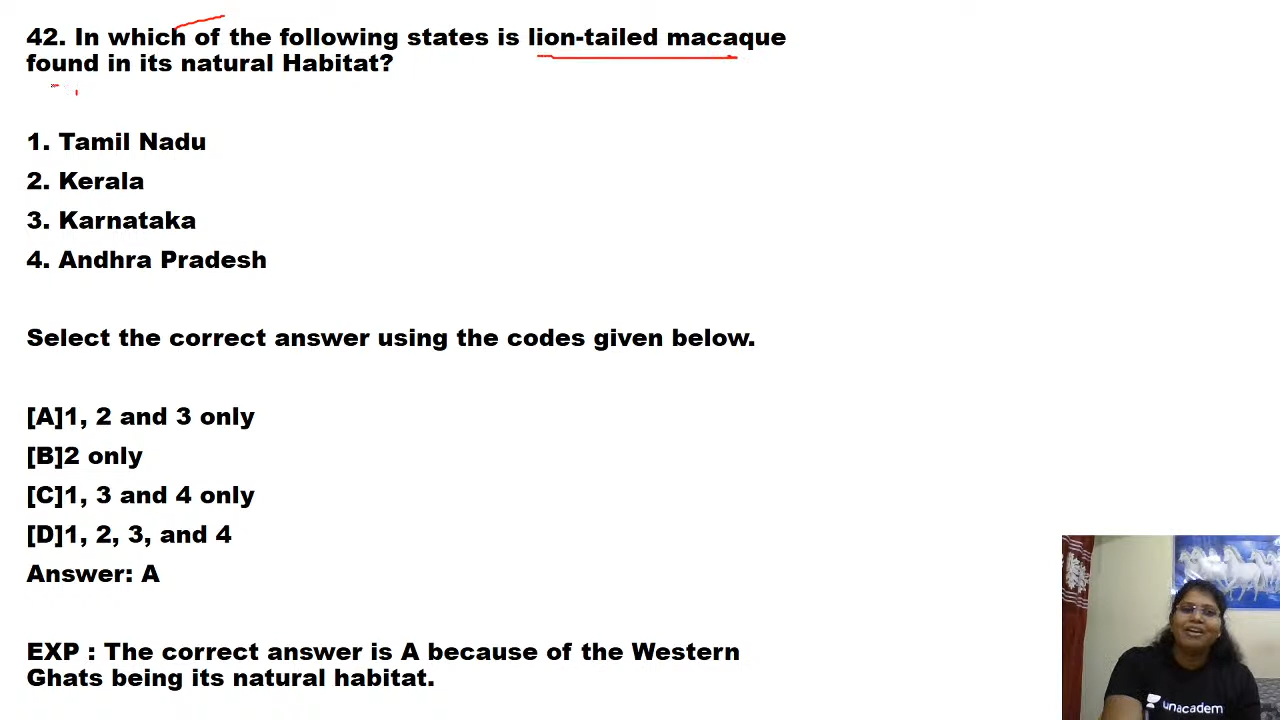 42. In which of the following states is lion-tailed macaque
found in its natural Habitat?
1. Tamil Nadu
2. Kerala
3. Karnataka
4. Andhra Pradesh
Select the correct answer using the codes given below.
[A]1, 2 and 3 only
[B]2 only
[C]1, 3 and 4 only
[D]1, 2, 3, and 4
Answer: A
EXP : The correct answer is A because of the Western
Ghats being its natural habitat.
unacadem